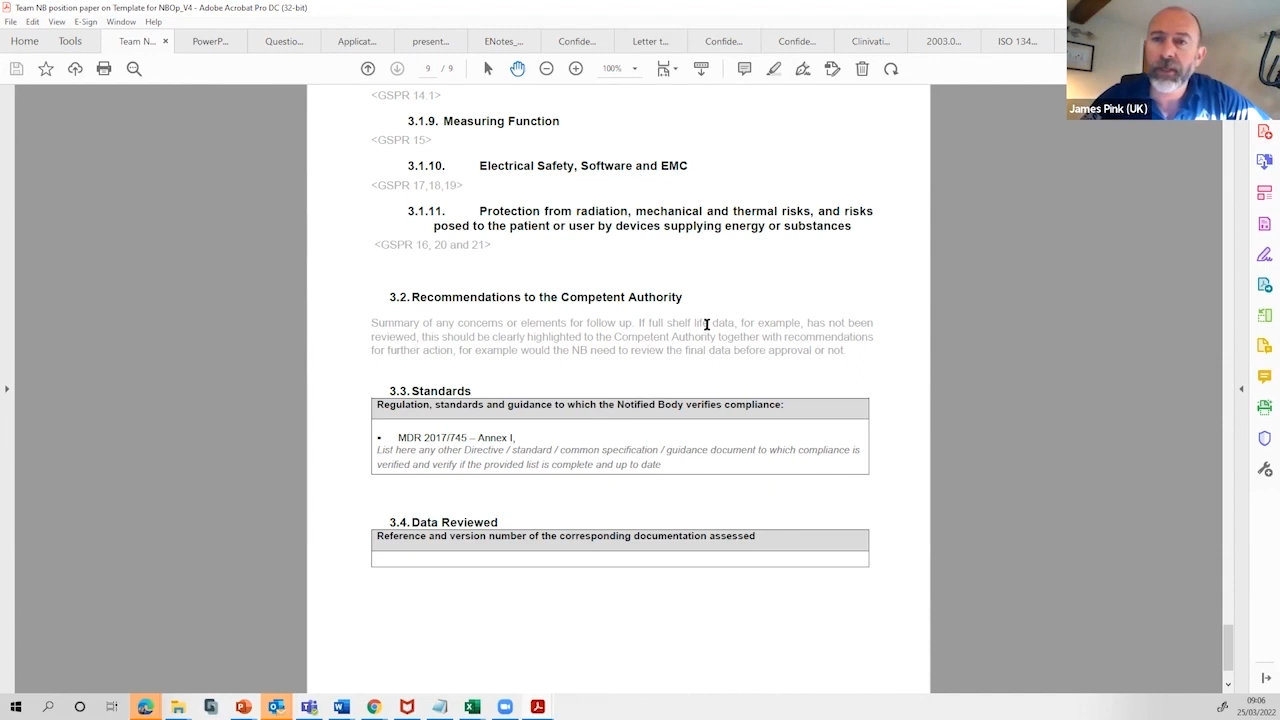 Team NB position paper on Template for NBOp_V4 - Adobe Acrobat Pro DC (32-bit)
File Edit View E-Sign Window Help
Home Tools Team N... × PowerP... Questio... Applicat... present... ENotes_... Confide... Letter t... Confide... Confide... Clinivati... 2003.0... ISO 134...
9 / 9 100%
James Pink (UK)
<GSPR 14.1>
3.1.9. Measuring Function
<GSPR 15>
3.1.10. Electrical Safety, Software and EMC
<GSPR 17,18,19>
3.1.11. Protection from radiation, mechanical and thermal risks, and risks
posed to the patient or user by devices supplying energy or substances
<GSPR 16, 20 and 21>
3.2. Recommendations to the Competent Authority
Summary of any concerns or elements for follow up. If full shelf life data, for example, has not been
reviewed, this should be clearly highlighted to the Competent Authority together with recommendations
for further action, for example would the NB need to review the final data before approval or not.
3.3. Standards
Regulation, standards and guidance to which the Notified Body verifies compliance:
▪ MDR 2017/745 – Annex I,
List here any other Directive / standard / common specification / guidance document to which compliance is
verified and verify if the provided list is complete and up to date
3.4. Data Reviewed
Reference and version number of the corresponding documentation assessed
09:06
25/03/2022